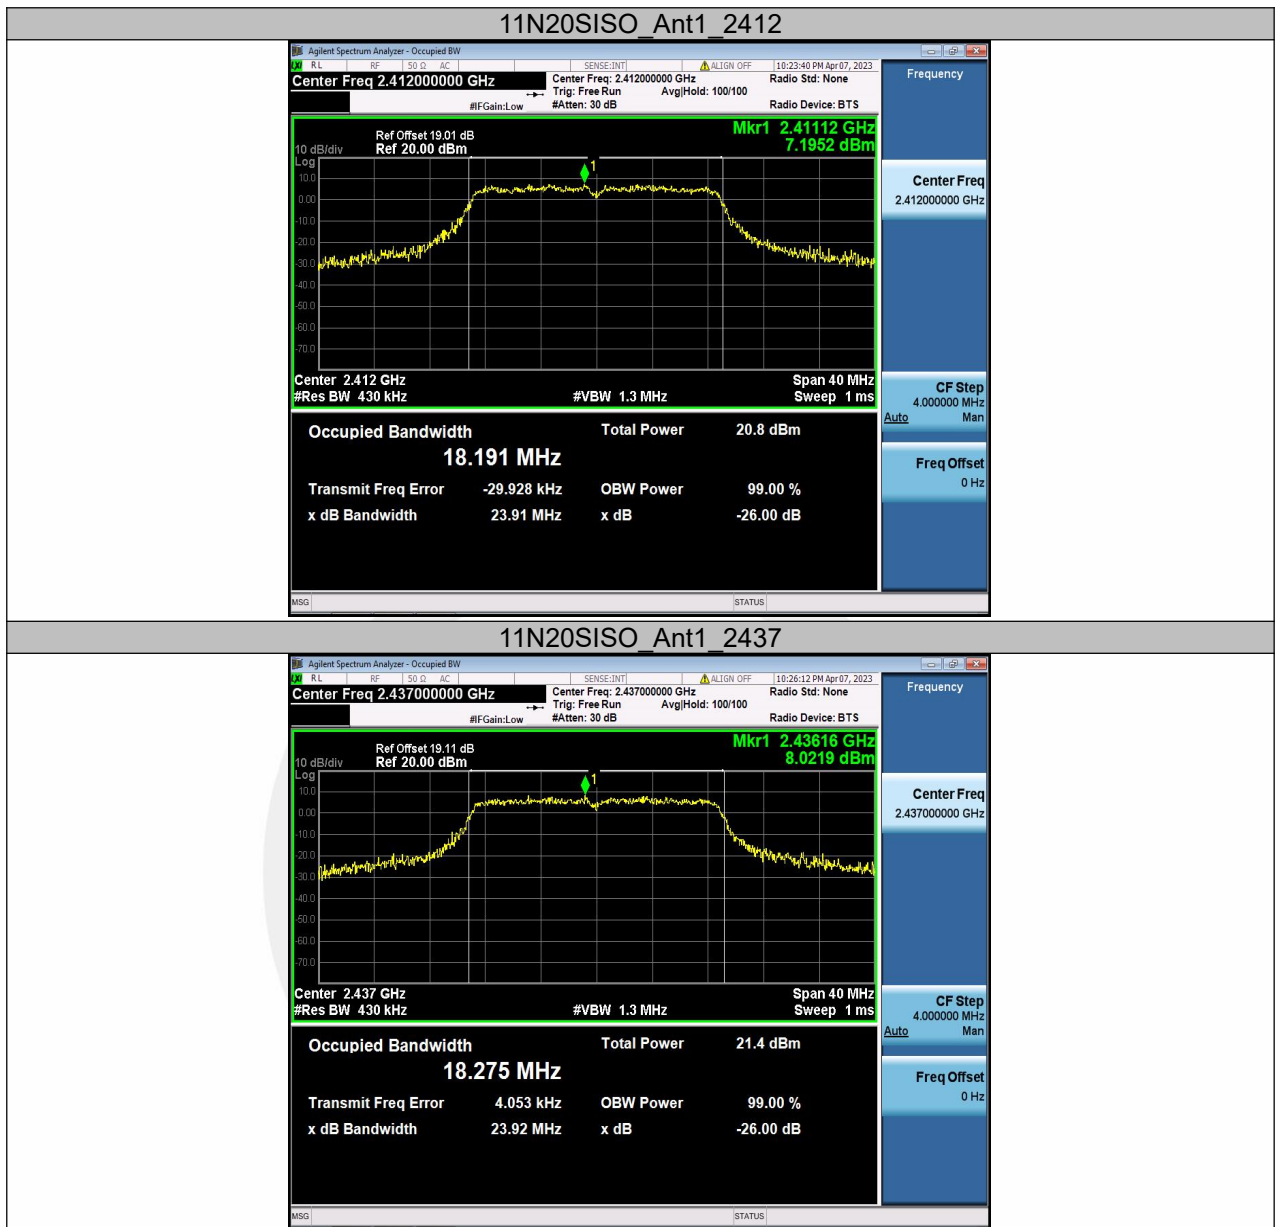 11N20SISO_Ant1_2412
Agilent Spectrum Analyzer - Occupied BW
LXI RL RF 50 Ω AC SENSE:INT ALIGN OFF 10:23:40 PM Apr 07, 2023
Center Freq 2.412000000 GHz Center Freq: 2.412000000 GHz Radio Std: None Frequency
Trig: Free Run Avg|Hold: 100/100
#IFGain:Low #Atten: 30 dB Radio Device: BTS
Mkr1 2.41112 GHz
Ref Offset 19.01 dB 7.1952 dBm
10 dB/div Ref 20.00 dBm
Log
1
10.0
0.00
-10.0
-20.0
-30.0
-40.0
-50.0
-60.0
-70.0
Center Freq
2.412000000 GHz
Center 2.412 GHz Span 40 MHz
#Res BW 430 kHz #VBW 1.3 MHz Sweep 1 ms
CF Step
4.000000 MHz
Auto Man
Occupied Bandwidth Total Power 20.8 dBm
18.191 MHz
Freq Offset
0 Hz
Transmit Freq Error -29.928 kHz OBW Power 99.00 %
x dB Bandwidth 23.91 MHz x dB -26.00 dB
MSG STATUS
11N20SISO_Ant1_2437
Agilent Spectrum Analyzer - Occupied BW
LXI RL RF 50 Ω AC SENSE:INT ALIGN OFF 10:26:12 PM Apr 07, 2023
Center Freq 2.437000000 GHz Center Freq: 2.437000000 GHz Radio Std: None Frequency
Trig: Free Run Avg|Hold: 100/100
#IFGain:Low #Atten: 30 dB Radio Device: BTS
Mkr1 2.43616 GHz
Ref Offset 19.11 dB 8.0219 dBm
10 dB/div Ref 20.00 dBm
Log
1
10.0
0.00
-10.0
-20.0
-30.0
-40.0
-50.0
-60.0
-70.0
Center Freq
2.437000000 GHz
Center 2.437 GHz Span 40 MHz
#Res BW 430 kHz #VBW 1.3 MHz Sweep 1 ms
CF Step
4.000000 MHz
Auto Man
Occupied Bandwidth Total Power 21.4 dBm
18.275 MHz
Freq Offset
0 Hz
Transmit Freq Error 4.053 kHz OBW Power 99.00 %
x dB Bandwidth 23.92 MHz x dB -26.00 dB
MSG STATUS